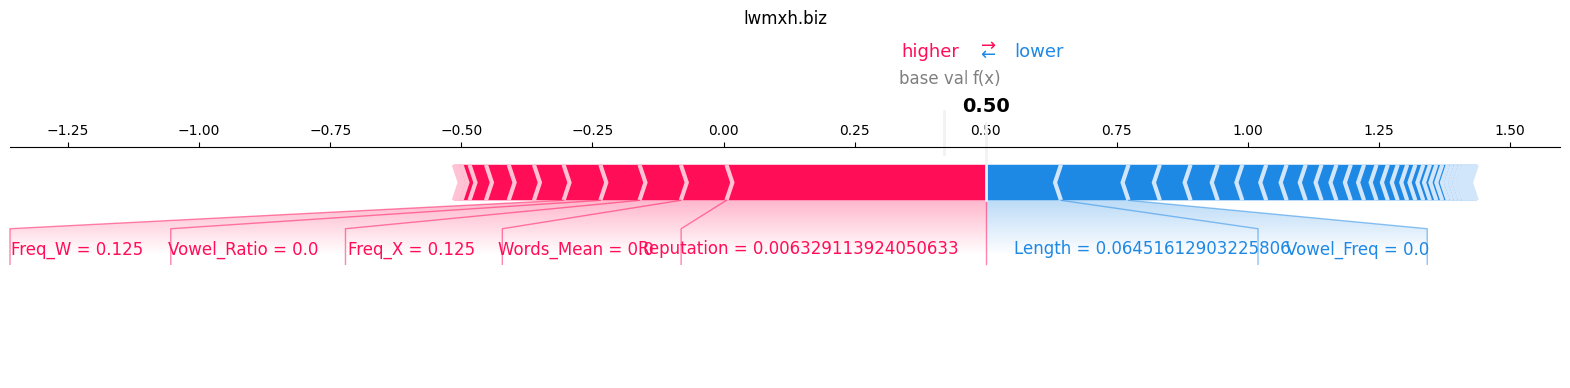 lwmxh.biz
higher → lower
←
base val f(x)
0.50
−1.25 −1.00 −0.75 −0.50 −0.25 0.00 0.25 0.50 0.75 1.00 1.25 1.50
Freq_W = 0.125 Vowel_Ratio = 0.0 Freq_X = 0.125 Words_Mean = 0.0 Reputation = 0.006329113924050633 Length = 0.06451612903225806 Vowel_Freq = 0.0